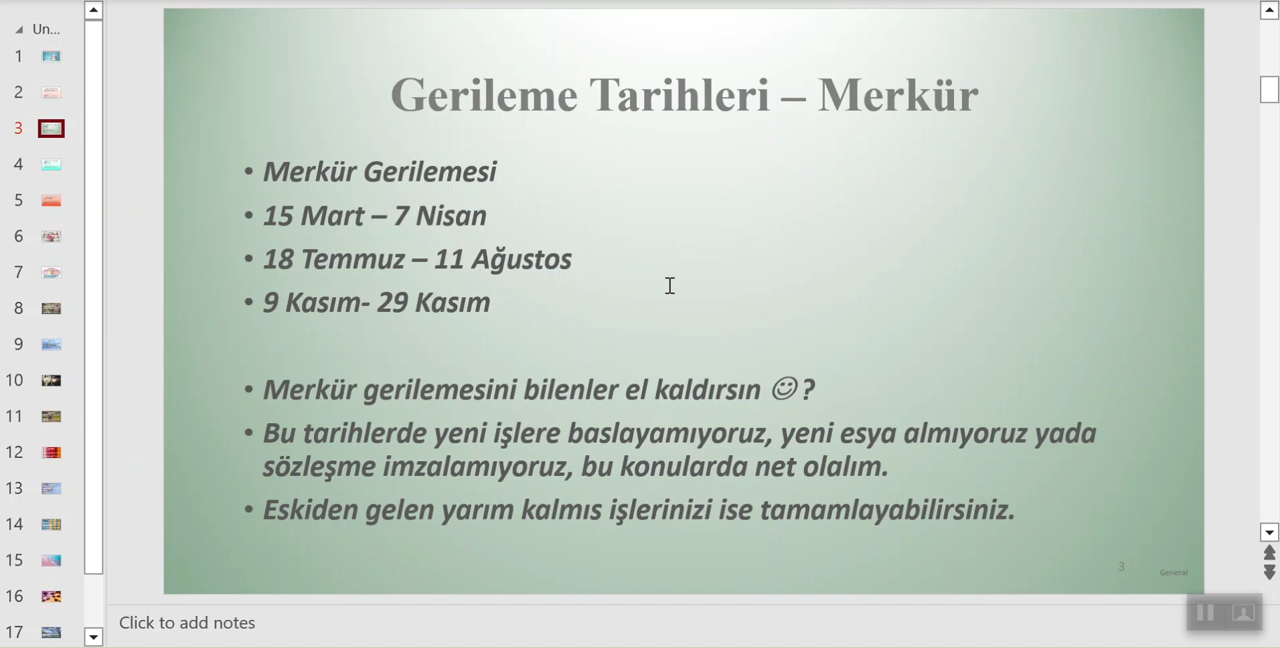 Un...
1
2
3
4
5
6
7
8
9
10
11
12
13
14
15
16
17
Gerileme Tarihleri – Merkür
• Merkür Gerilemesi
• 15 Mart – 7 Nisan
• 18 Temmuz – 11 Ağustos
• 9 Kasım- 29 Kasım
• Merkür gerilemesini bilenler el kaldırsın ☺ ?
• Bu tarihlerde yeni işlere baslayamıyoruz, yeni esya almıyoruz yada
sözleşme imzalamıyoruz, bu konularda net olalım.
• Eskiden gelen yarım kalmıs işlerinizi ise tamamlayabilirsiniz.
3
General
Click to add notes